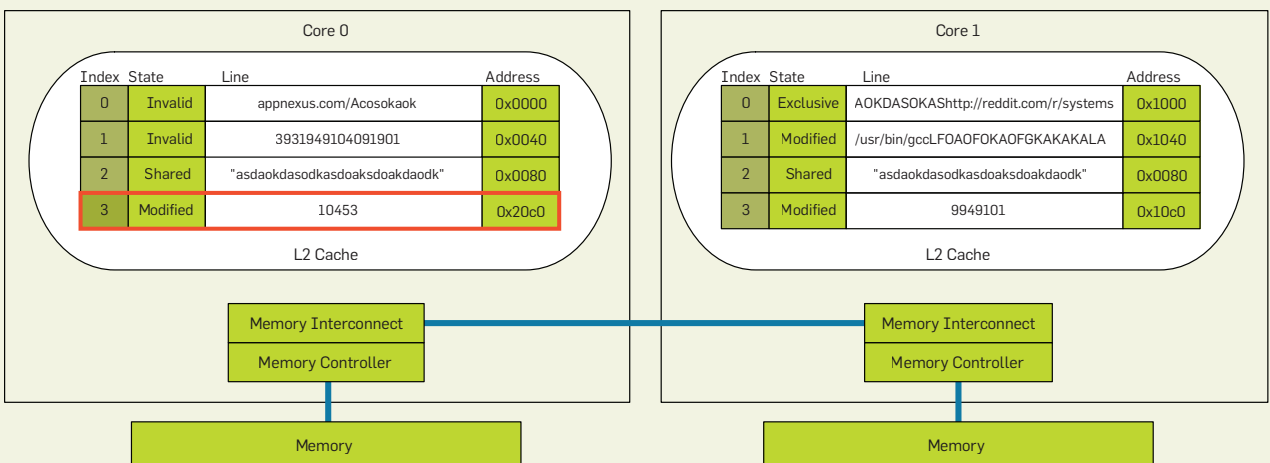 Core 0
Index State Line Address
0 Invalid appnexus.com/Acosokaok 0x0000
1 Invalid 3931949104091901 0x0040
2 Shared "asdaokdasodkasdoaksdoakdaodk" 0x0080
3 Modified 10453 0x20c0
L2 Cache
Memory Interconnect
Memory Controller
Memory
Core 1
Index State Line Address
0 Exclusive AOKDASOKAShttp://reddit.com/r/systems 0x1000
1 Modified /usr/bin/gccLFOAOFOKAOFGKAKAKALA 0x1040
2 Shared "asdaokdasodkasdoaksdoakdaodk" 0x0080
3 Modified 9949101 0x10c0
L2 Cache
Memory Interconnect
Memory Controller
Memory